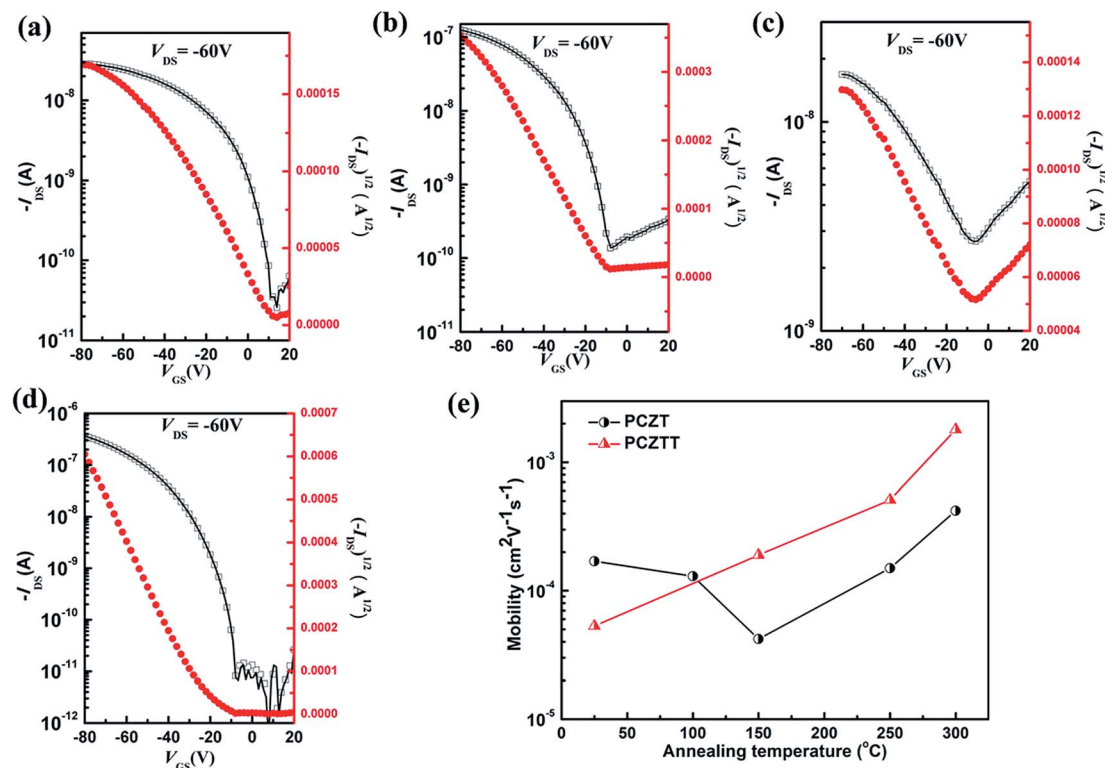 (a)
V_DS = -60V
10^-8
10^-9
10^-10
10^-11
-I_DS (A)
0.00015
0.00010
0.00005
0.00000
(-I_DS)^1/2 ( A^1/2)
-80 -60 -40 -20 0 20
V_GS(V)
(b)
V_DS = -60V
10^-7
10^-8
10^-9
10^-10
10^-11
-I_DS (A)
0.0003
0.0002
0.0001
0.0000
(-I_DS)^1/2 ( A^1/2)
-80 -60 -40 -20 0 20
V_GS(V)
(c)
V_DS = -60V
10^-8
10^-9
-I_DS (A)
0.00014
0.00012
0.00010
0.00008
0.00006
0.00004
(-I_DS)^1/2 ( A^1/2)
-80 -60 -40 -20 0 20
V_GS(V)
(d)
V_DS = -60V
10^-6
10^-7
10^-8
10^-9
10^-10
10^-11
10^-12
-I_DS (A)
0.0007
0.0006
0.0005
0.0004
0.0003
0.0002
0.0001
0.0000
(-I_DS)^1/2 ( A^1/2)
-80 -60 -40 -20 0 20
V_GS(V)
(e)
PCZT
PCZTT
10^-3
10^-4
10^-5
Mobility (cm^2V^-1s^-1)
0 50 100 150 200 250 300
Annealing temperature (°C)